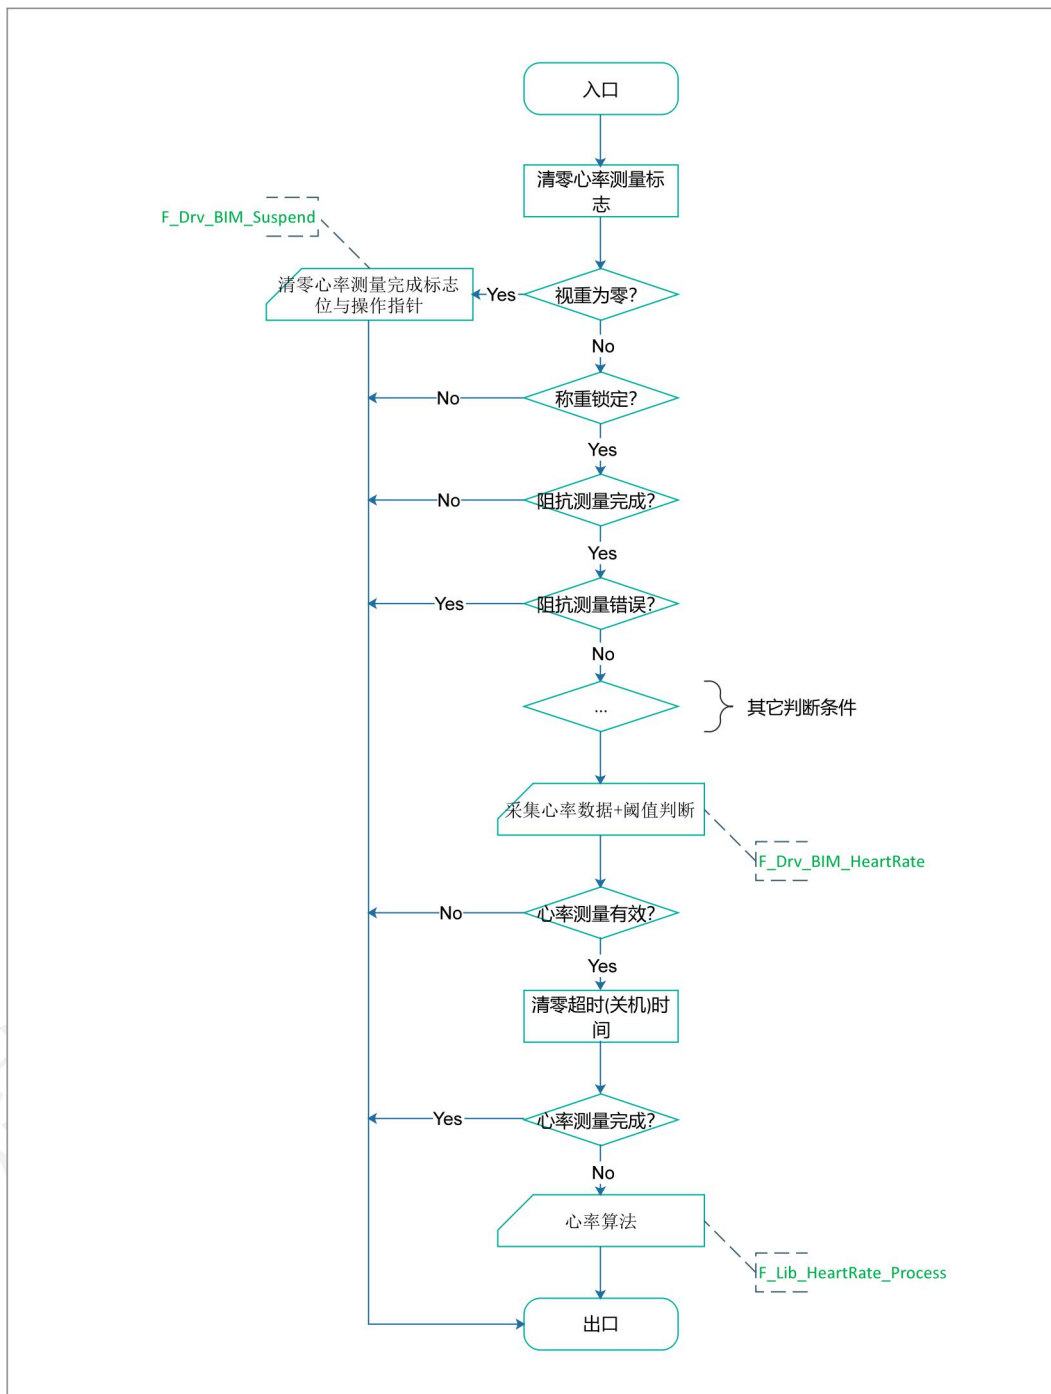 入口
清零心率测量标
志
F_Drv_BIM_Suspend
清零心率测量完成标志
位与操作指针
Yes
视重为零?
No
No
称重锁定?
Yes
No
阻抗测量完成?
Yes
Yes
阻抗测量错误?
No
...
其它判断条件
采集心率数据+阈值判断
F_Drv_BIM_HeartRate
No
心率测量有效?
Yes
清零超时(关机)时
间
Yes
心率测量完成?
No
心率算法
F_Lib_HeartRate_Process
出口